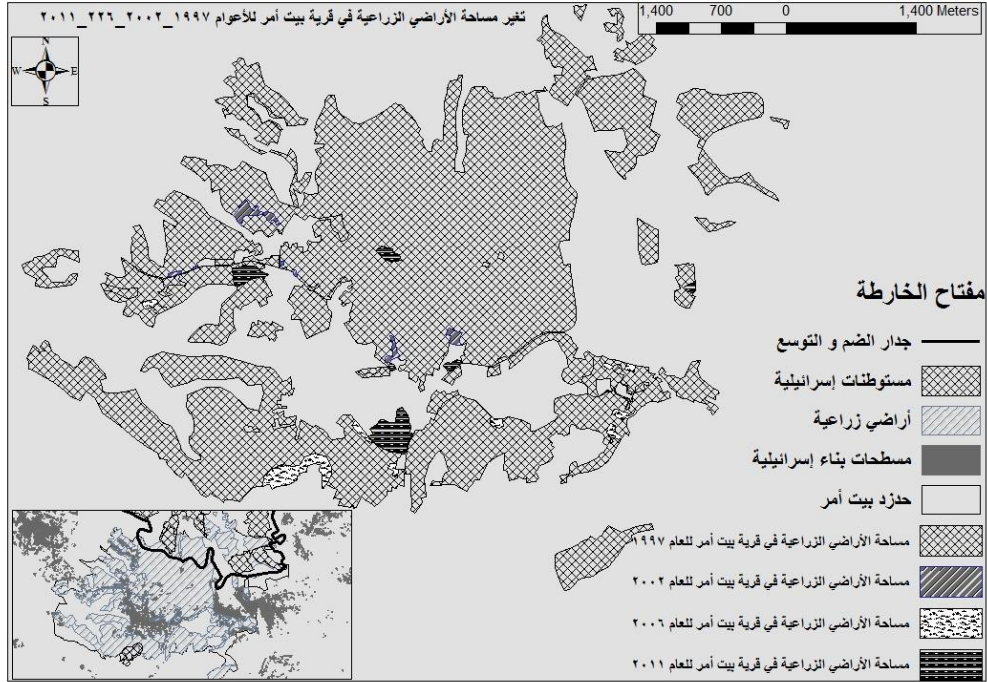 تغير مساحة الأراضي الزراعية في قرية بيت أمر للأعوام ١٩٩٧_٢٠٠٢_٢٢٦_٢٠١١
1,400 700 0 1,400 Meters
N
W E
S
مفتاح الخارطة
جدار الضم و التوسع
مستوطنات إسرائيلية
أراضي زراعية
مسطحات بناء إسرائيلية
حدزد بيت أمر
مساحة الأراضي الزراعية في قرية بيت أمر للعام ١٩٩٧
مساحة الأراضي الزراعية في قرية بيت أمر للعام ٢٠٠٢
مساحة الأراضي الزراعية في قرية بيت أمر للعام ٢٠٠٦
مساحة الأراضي الزراعية في قرية بيت أمر للعام ٢٠١١